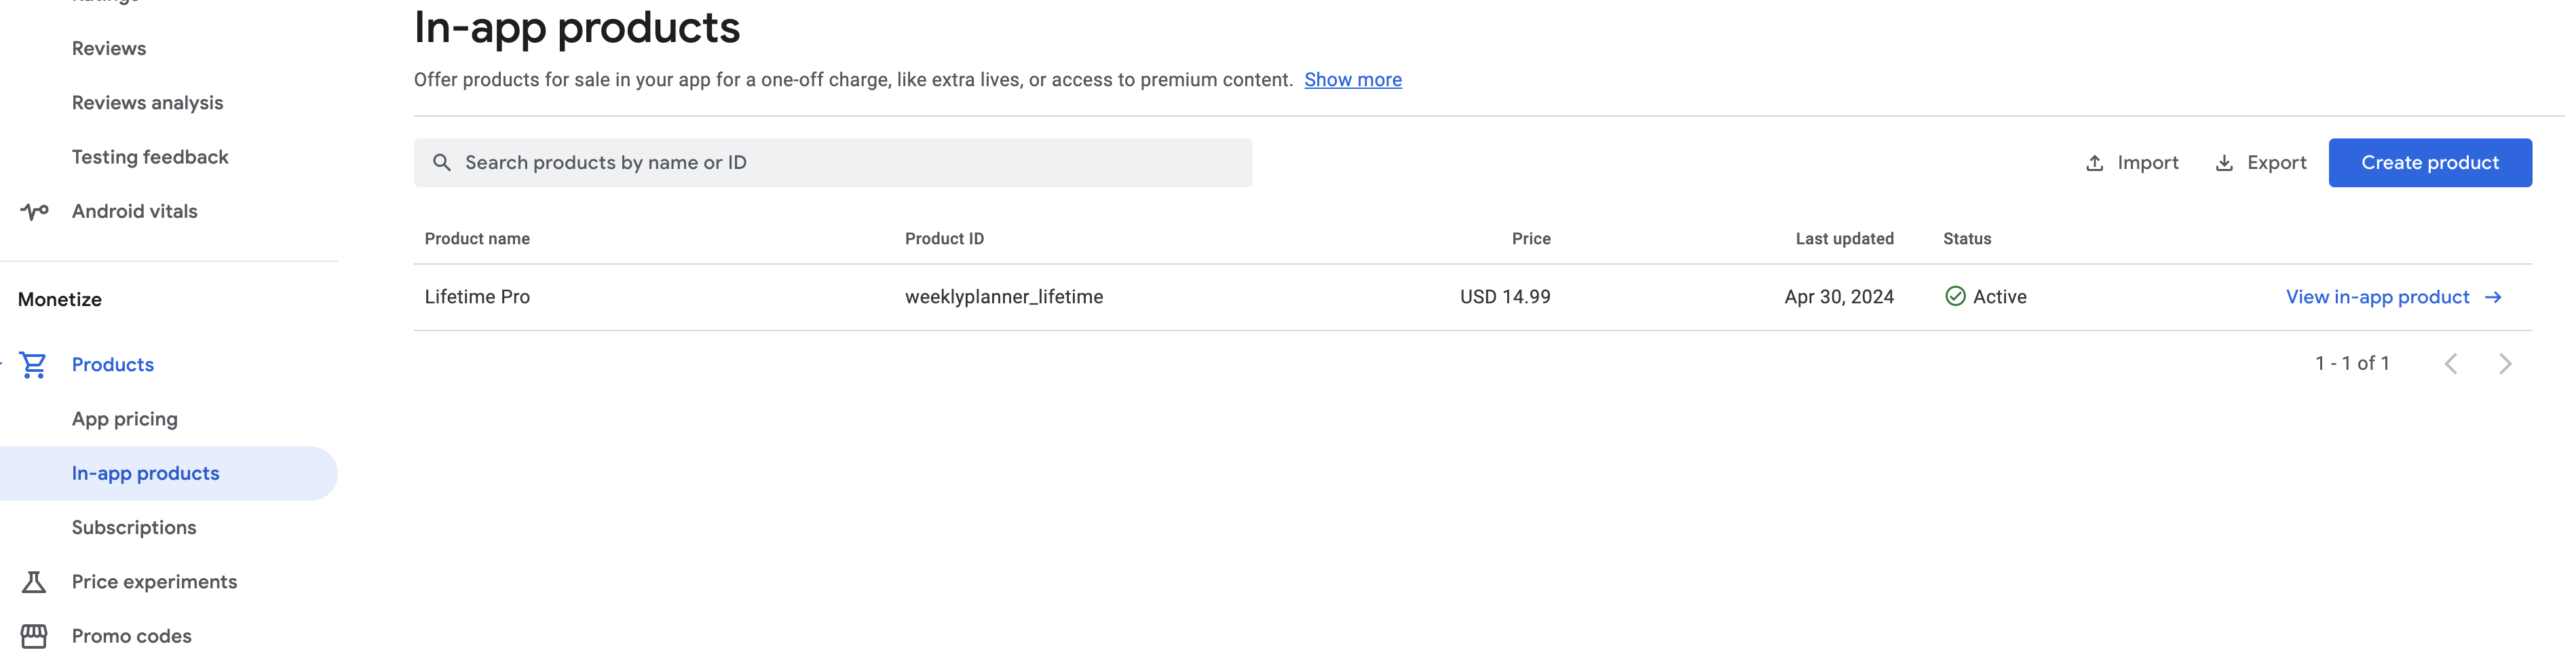 Ratings
Reviews
Reviews analysis
Testing feedback
Android vitals
Monetize
Products
App pricing
In-app products
Subscriptions
Price experiments
Promo codes
In-app products
Offer products for sale in your app for a one-off charge, like extra lives, or access to premium content. Show more
Search products by name or ID
Import Export Create product
Product name Product ID Price Last updated Status
Lifetime Pro weeklyplanner_lifetime USD 14.99 Apr 30, 2024 Active View in-app product →
1 - 1 of 1